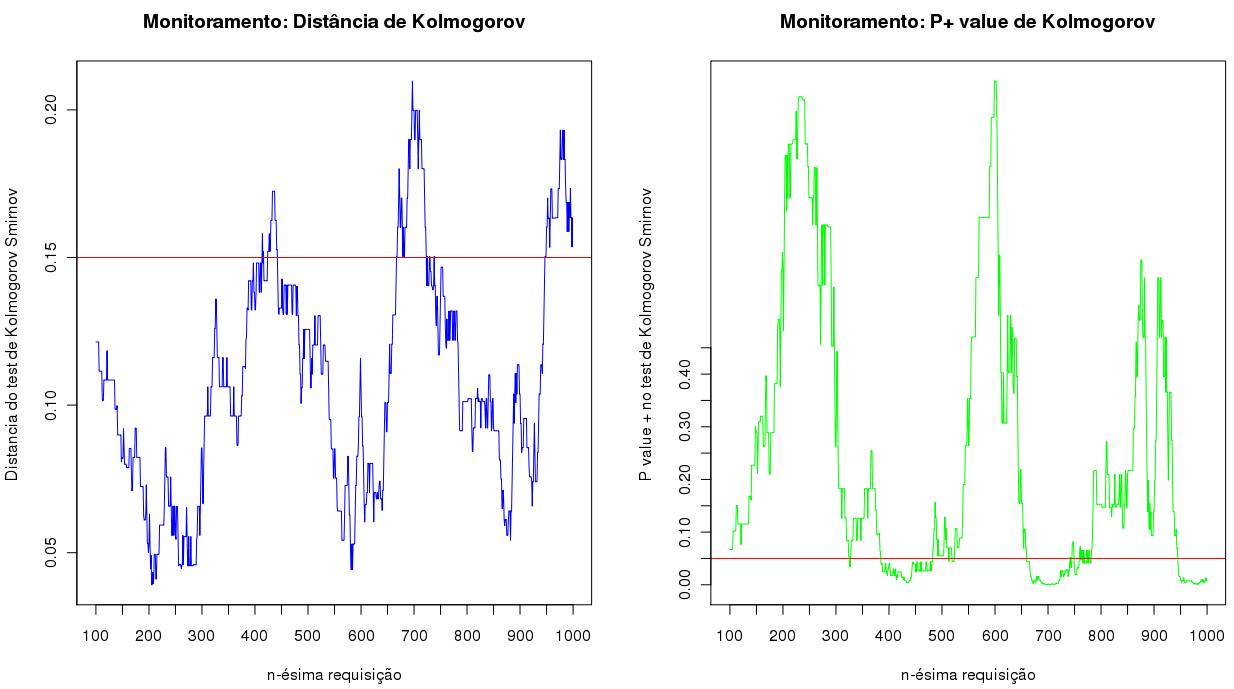 Monitoramento: Distância de Kolmogorov
Distancia do test de Kolmogorov Smirnov
0.20
0.15
0.10
0.05
100 200 300 400 500 600 700 800 900 1000
n-ésima requisição
Monitoramento: P+ value de Kolmogorov
P value + no test de Kolmogorov Smirnov
0.40
0.30
0.20
0.10
0.00
100 200 300 400 500 600 700 800 900 1000
n-ésima requisição